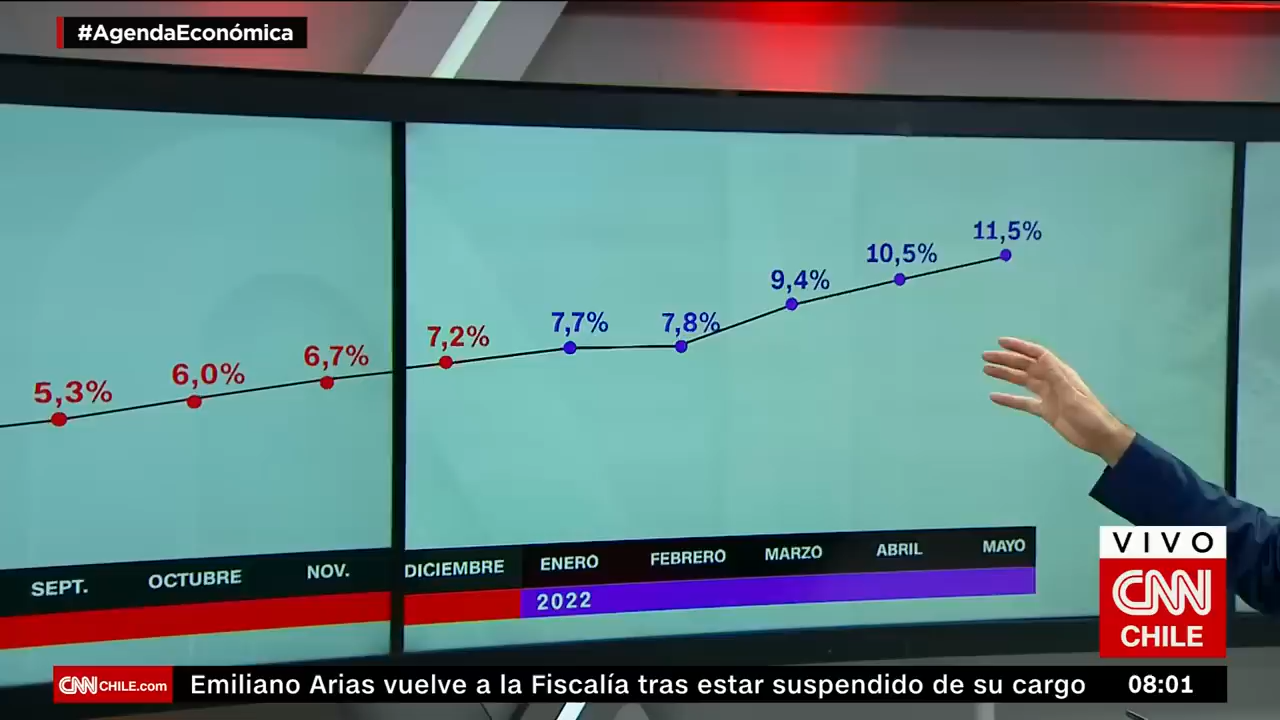 #AgendaEconómica
11,5%
10,5%
9,4%
7,7%
7,8%
7,2%
6,7%
6,0%
5,3%
SEPT.
OCTUBRE
NOV.
DICIEMBRE
ENERO
FEBRERO
MARZO
ABRIL
MAYO
2022
VIVO
CNN
CHILE
CNNCHILE.com
Emiliano Arias vuelve a la Fiscalía tras estar suspendido de su cargo
08:01